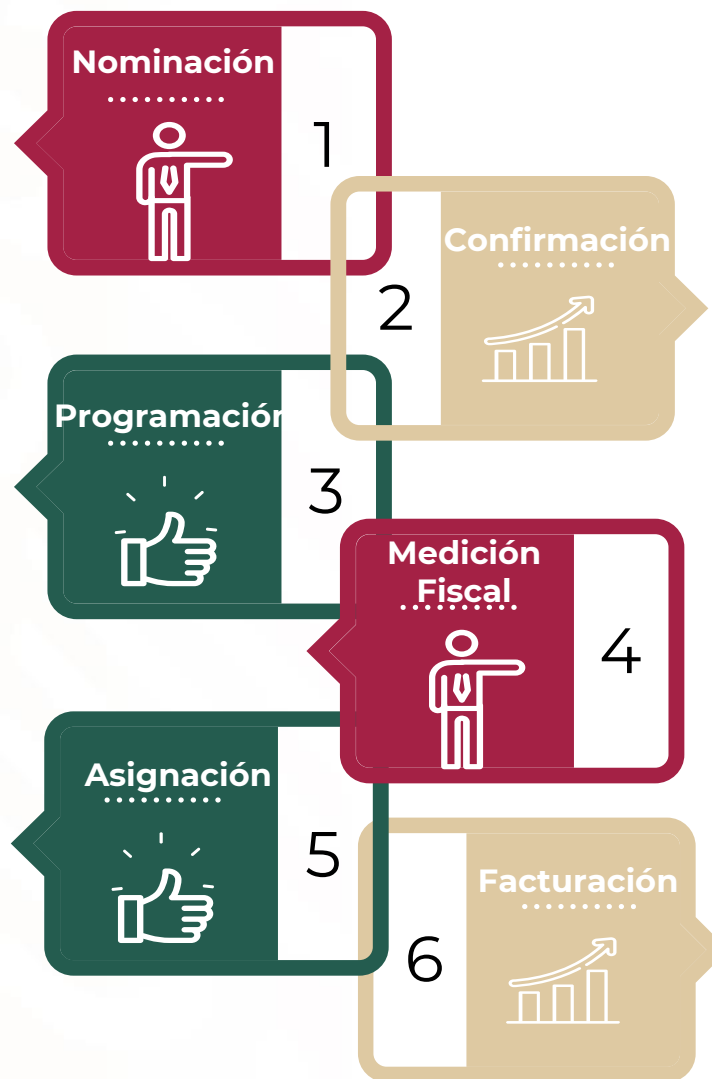 Nominación
1
Confirmación
2
Programación
3
Medición
Fiscal
4
Asignación
5
Facturación
6